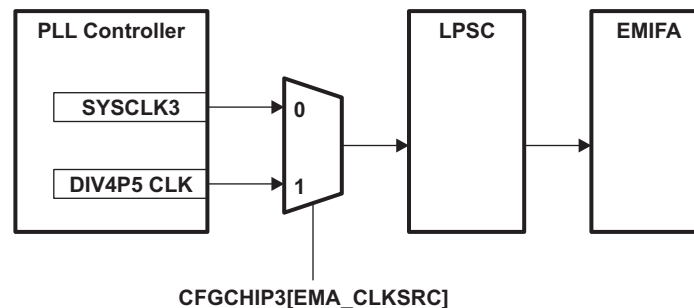 PLL Controller
LPSC
EMIFA
SYSCLK3
0
DIV4P5 CLK
1
CFGCHIP3[EMA_CLKSRC]